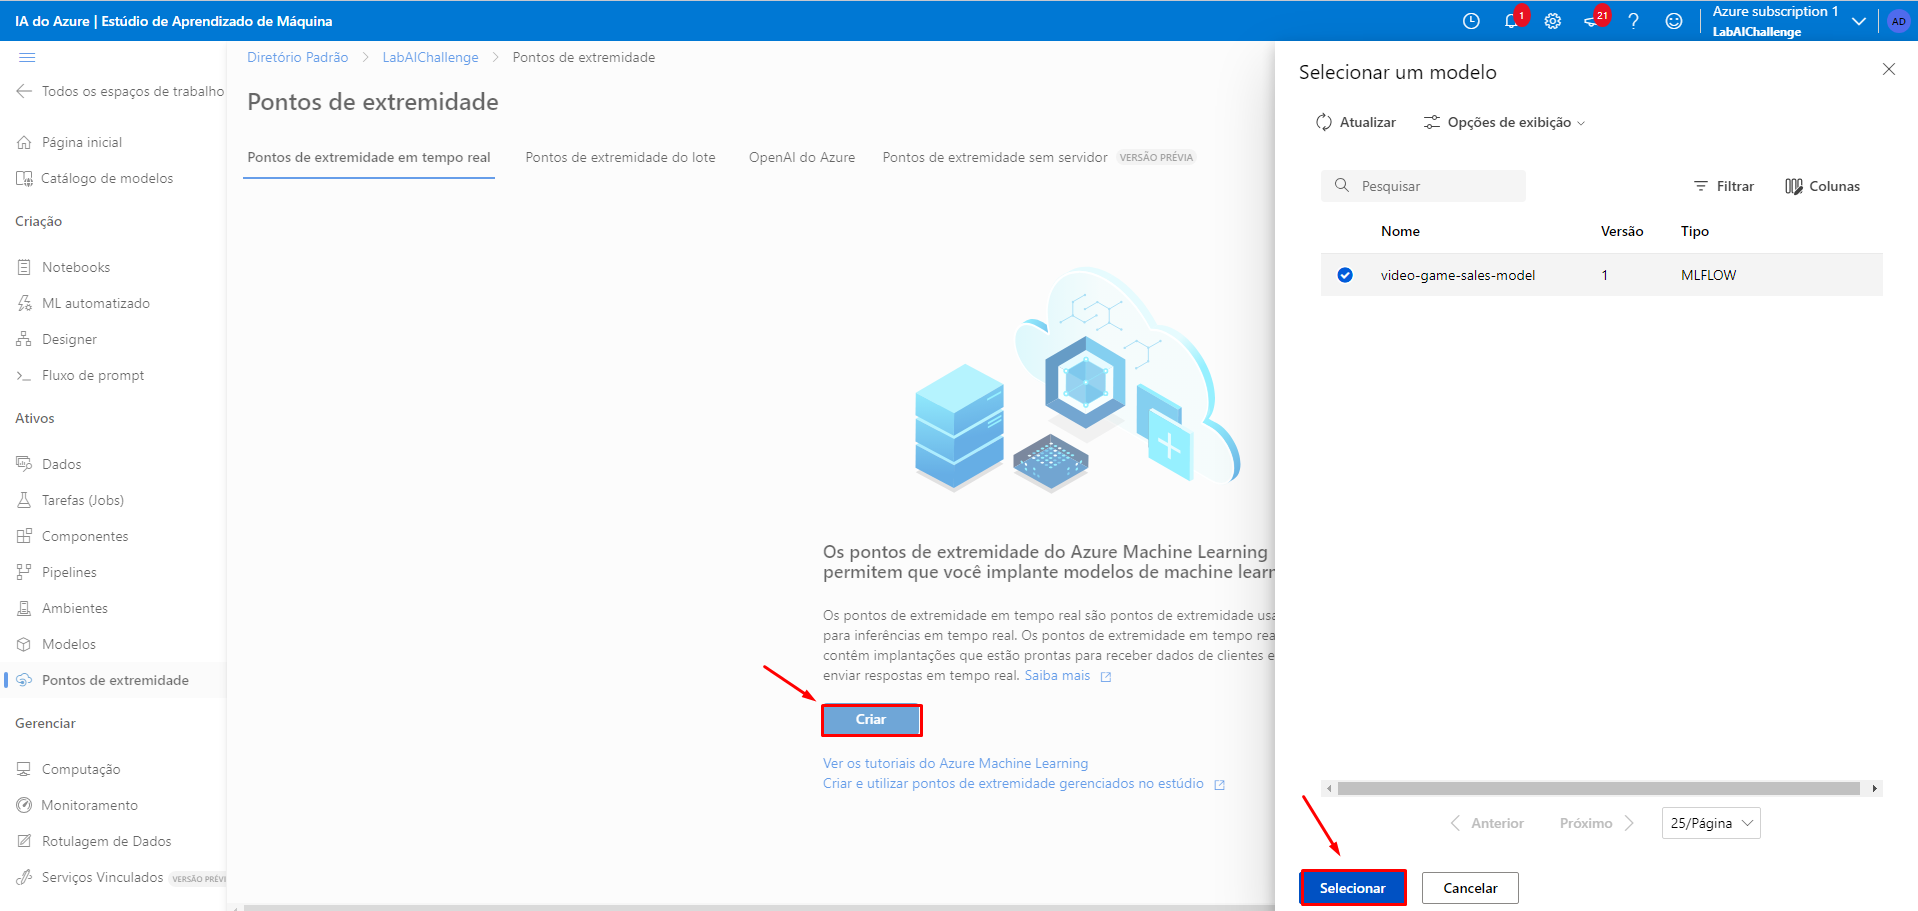 IA do Azure | Estúdio de Aprendizado de Máquina
1
21
?
Azure subscription 1
LabAIChallenge
AD
Todos os espaços de trabalho
Página inicial
Catálogo de modelos
Criação
Notebooks
ML automatizado
Designer
Fluxo de prompt
Ativos
Dados
Tarefas (Jobs)
Componentes
Pipelines
Ambientes
Modelos
Pontos de extremidade
Gerenciar
Computação
Monitoramento
Rotulagem de Dados
Serviços Vinculados VERSÃO PRÉVI
Diretório Padrão > LabAIChallenge > Pontos de extremidade
Pontos de extremidade
Pontos de extremidade em tempo real
Pontos de extremidade do lote
OpenAI do Azure
Pontos de extremidade sem servidor VERSÃO PRÉVIA
Os pontos de extremidade do Azure Machine Learning
permitem que você implante modelos de machine learn
Os pontos de extremidade em tempo real são pontos de extremidade usa
para inferências em tempo real. Os pontos de extremidade em tempo rea
contêm implantações que estão prontas para receber dados de clientes e
enviar respostas em tempo real. Saiba mais
Criar
Ver os tutoriais do Azure Machine Learning
Criar e utilizar pontos de extremidade gerenciados no estúdio
Selecionar um modelo
Atualizar
Opções de exibição
Pesquisar
Filtrar
Colunas
Nome Versão Tipo
video-game-sales-model 1 MLFLOW
Anterior
Próximo
25/Página
Selecionar
Cancelar